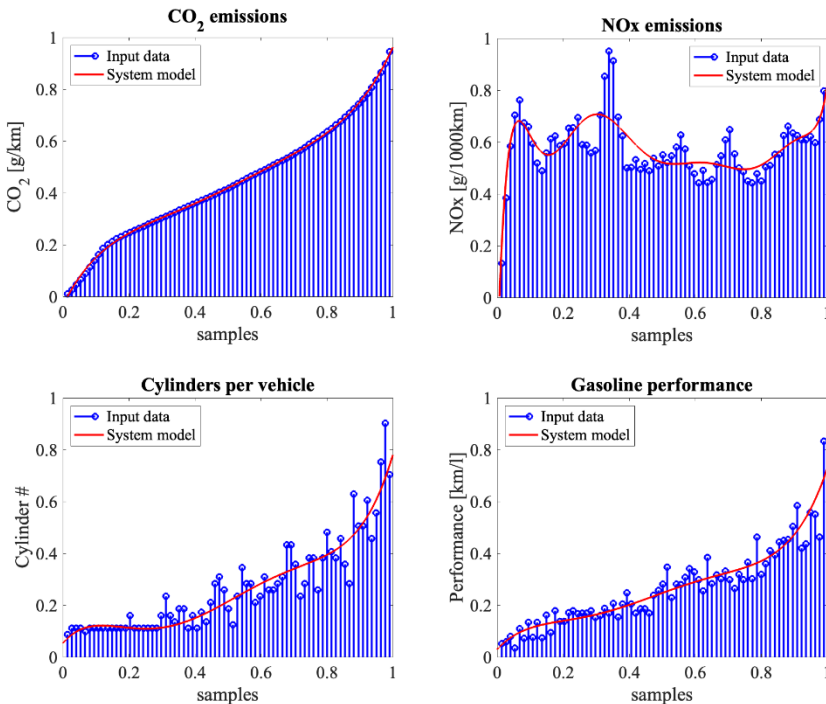 CO2 emissions
Input data
System model
CO2 [g/km]
1
0.8
0.6
0.4
0.2
0
0 0.2 0.4 0.6 0.8 1
samples
NOx emissions
Input data
System model
NOx [g/1000km]
1
0.8
0.6
0.4
0.2
0
0 0.2 0.4 0.6 0.8 1
samples
Cylinders per vehicle
Input data
System model
Cylinder #
1
0.8
0.6
0.4
0.2
0
0 0.2 0.4 0.6 0.8 1
samples
Gasoline performance
Input data
System model
Performance [km/l]
1
0.8
0.6
0.4
0.2
0
0 0.2 0.4 0.6 0.8 1
samples